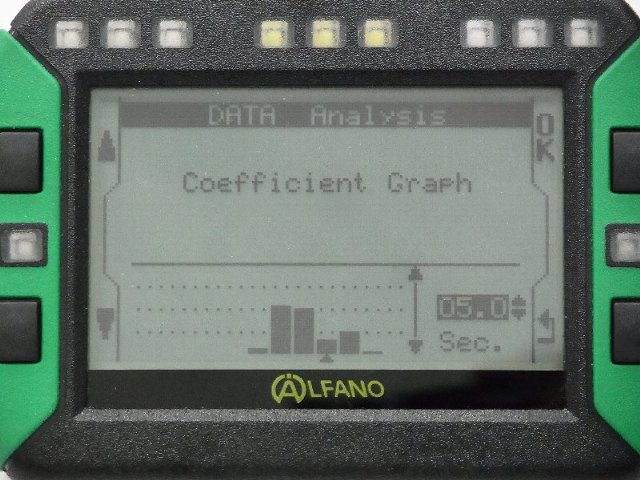 DATA Analysis
OK
Coefficient Graph
05.0
Sec.
ALFANO